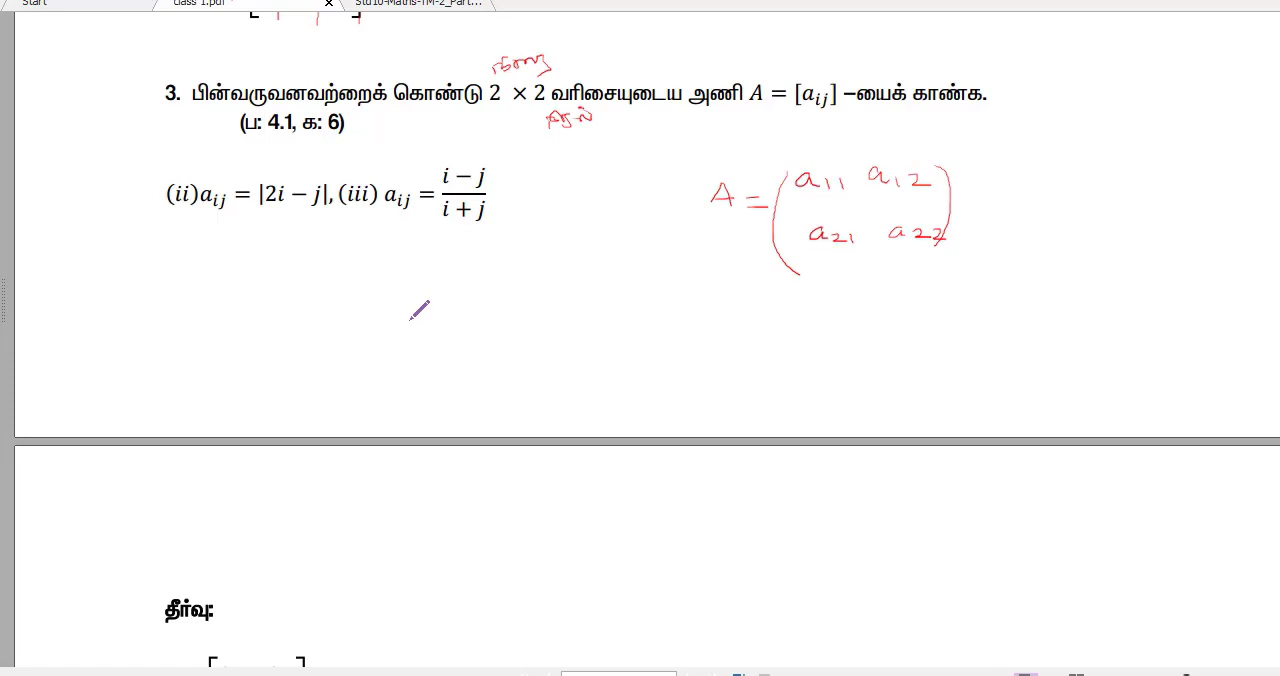 Start class 1.pdf * x Std10-Maths-TM-2_Part...
3. பின்வருவனவற்றைக் கொண்டு 2 × 2 வரிசையுடைய அணி A = [aᵢⱼ] –யைக் காண்க.
(ப: 4.1, க: 6)
(ii)aᵢⱼ = |2i − j|, (iii) aᵢⱼ = (i − j)/(i + j)
A = ( a11 a12
a21 a22 )
தீர்வு: